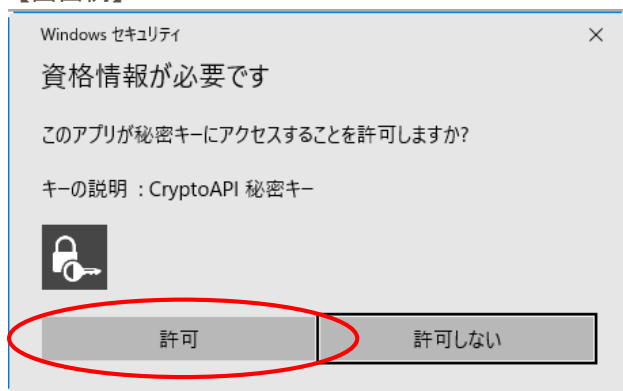 Windows セキュリティ
資格情報が必要です
このアプリが秘密キーにアクセスすることを許可しますか?
キーの説明 : CryptoAPI 秘密キー
許可
許可しない